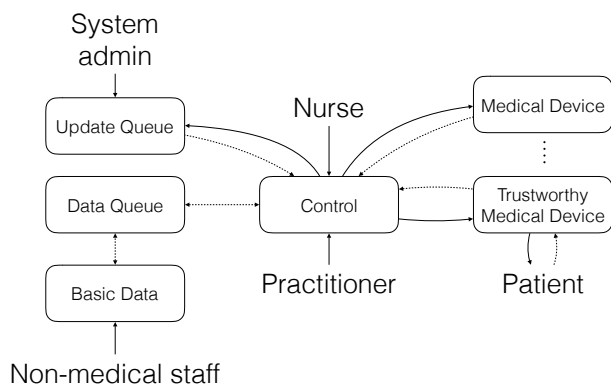 System
admin
Update Queue
Nurse
Medical Device
Data Queue
Control
Trustworthy
Medical Device
Basic Data
Practitioner
Patient
Non-medical staff